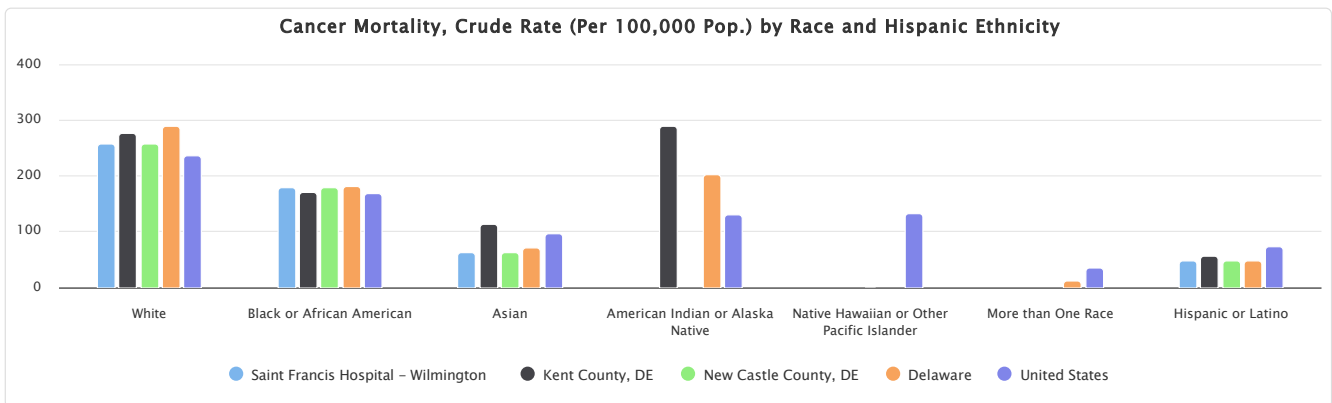 Cancer Mortality, Crude Rate (Per 100,000 Pop.) by Race and Hispanic Ethnicity
400
300
200
100
0
White
Black or African American
Asian
American Indian or Alaska
Native
Native Hawaiian or Other
Pacific Islander
More than One Race
Hispanic or Latino
Saint Francis Hospital - Wilmington
Kent County, DE
New Castle County, DE
Delaware
United States